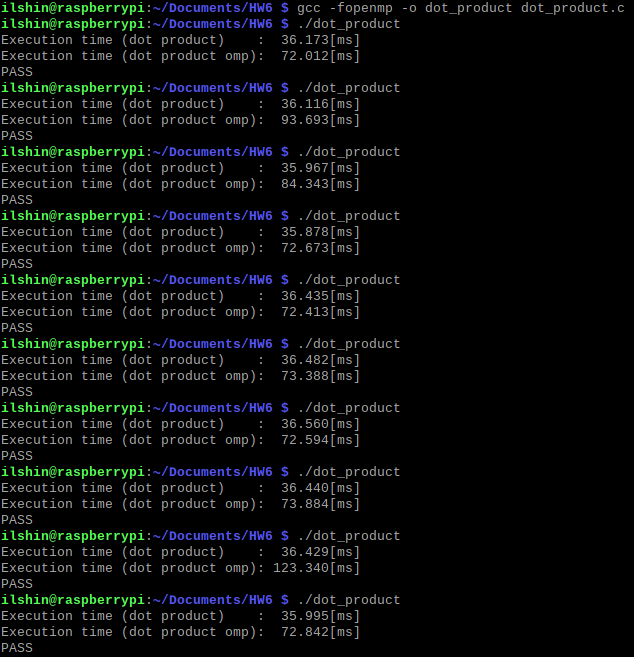 ilshin@raspberrypi:~/Documents/HW6 $ gcc -fopenmp -o dot_product dot_product.c
ilshin@raspberrypi:~/Documents/HW6 $ ./dot_product
Execution time (dot product)    :  36.173[ms]
Execution time (dot product omp):  72.012[ms]
PASS
ilshin@raspberrypi:~/Documents/HW6 $ ./dot_product
Execution time (dot product)    :  36.116[ms]
Execution time (dot product omp):  93.693[ms]
PASS
ilshin@raspberrypi:~/Documents/HW6 $ ./dot_product
Execution time (dot product)    :  35.967[ms]
Execution time (dot product omp):  84.343[ms]
PASS
ilshin@raspberrypi:~/Documents/HW6 $ ./dot_product
Execution time (dot product)    :  35.878[ms]
Execution time (dot product omp):  72.673[ms]
PASS
ilshin@raspberrypi:~/Documents/HW6 $ ./dot_product
Execution time (dot product)    :  36.435[ms]
Execution time (dot product omp):  72.413[ms]
PASS
ilshin@raspberrypi:~/Documents/HW6 $ ./dot_product
Execution time (dot product)    :  36.482[ms]
Execution time (dot product omp):  73.388[ms]
PASS
ilshin@raspberrypi:~/Documents/HW6 $ ./dot_product
Execution time (dot product)    :  36.560[ms]
Execution time (dot product omp):  72.594[ms]
PASS
ilshin@raspberrypi:~/Documents/HW6 $ ./dot_product
Execution time (dot product)    :  36.440[ms]
Execution time (dot product omp):  73.884[ms]
PASS
ilshin@raspberrypi:~/Documents/HW6 $ ./dot_product
Execution time (dot product)    :  36.429[ms]
Execution time (dot product omp): 123.340[ms]
PASS
ilshin@raspberrypi:~/Documents/HW6 $ ./dot_product
Execution time (dot product)    :  35.995[ms]
Execution time (dot product omp):  72.842[ms]
PASS